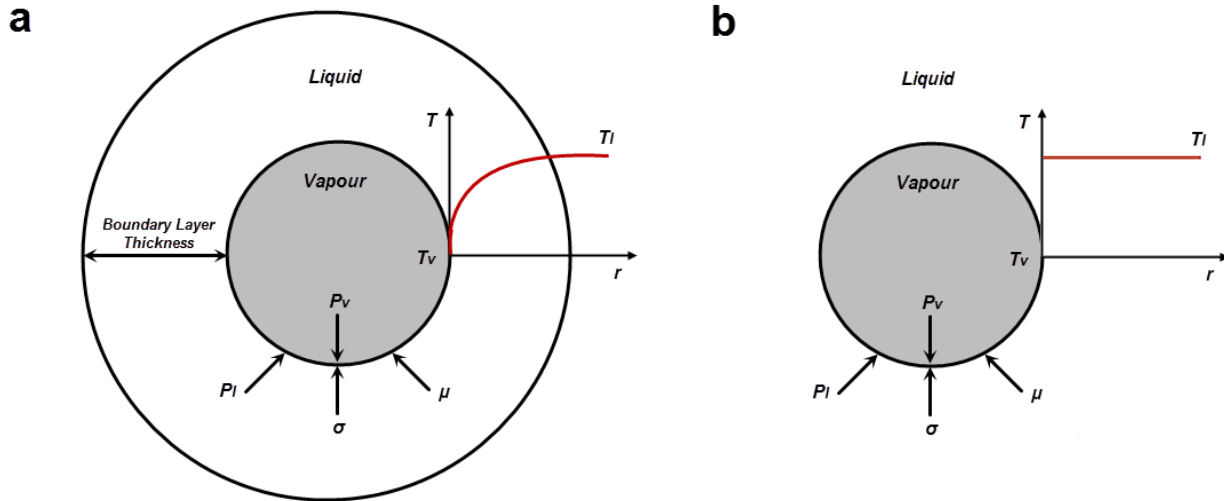 a
Liquid
T
Tl
Vapour
Boundary Layer
Thickness
Tv
r
Pv
Pl
μ
σ
b
Liquid
T
Tl
Vapour
Tv
r
Pv
Pl
μ
σ